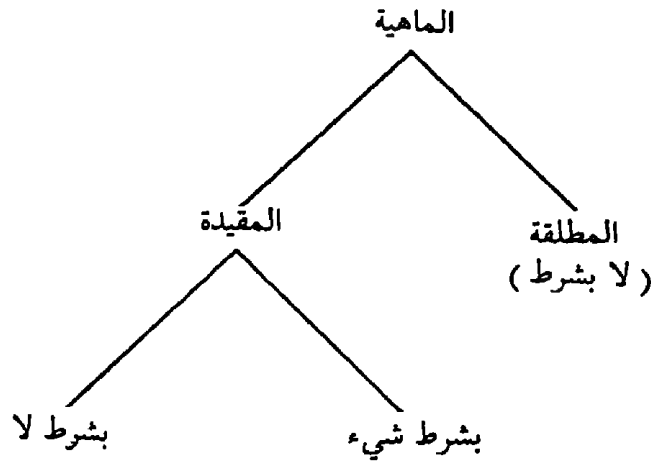 الماهية
المطلقة
( لا بشرط )
المقيدة
بشرط شيء
بشرط لا